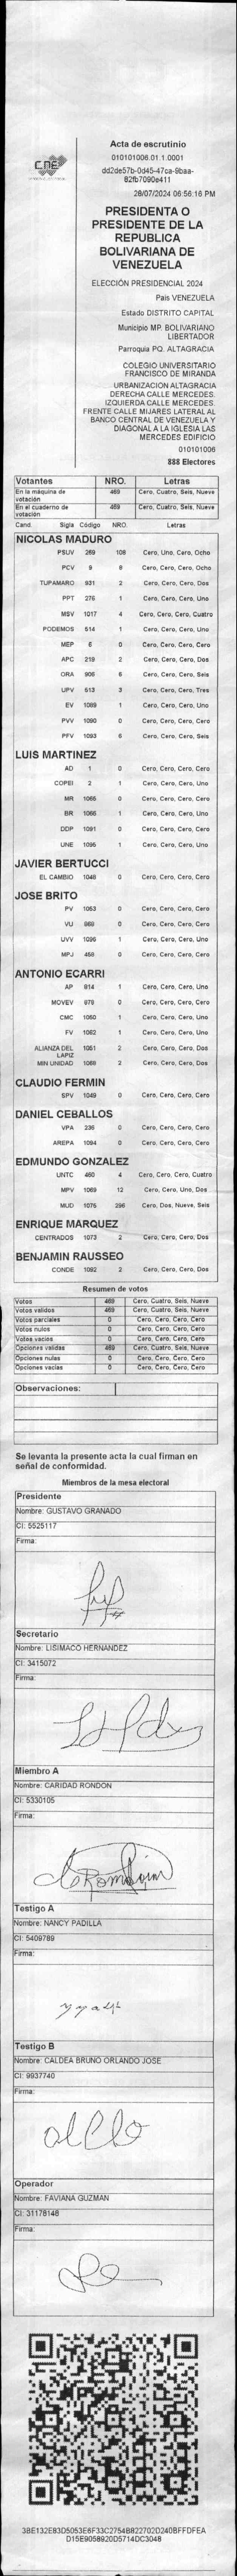 CNE
Acta de escrutinio
010101006.01.1.0001
dd2de57b-0d45-47ca-9baa-
82fb7090e411
28/07/2024 06:56:16 PM
PRESIDENTA O
PRESIDENTE DE LA
REPUBLICA
BOLIVARIANA DE
VENEZUELA
ELECCIÓN PRESIDENCIAL 2024
País VENEZUELA
Estado DISTRITO CAPITAL
Municipio MP. BOLIVARIANO
LIBERTADOR
Parroquia PQ. ALTAGRACIA
COLEGIO UNIVERSITARIO
FRANCISCO DE MIRANDA
URBANIZACION ALTAGRACIA
DERECHA CALLE MERCEDES.
IZQUIERDA CALLE MERCEDES.
FRENTE CALLE MIJARES LATERAL AL
BANCO CENTRAL DE VENEZUELA Y
DIAGONAL A LA IGLESIA LAS
MERCEDES EDIFICIO
010101006
888 Electores
Votantes NRO. Letras
En la máquina de votación 469 Cero, Cuatro, Seis, Nueve
En el cuaderno de votación 469 Cero, Cuatro, Seis, Nueve
Cand. Sigla Código NRO. Letras
NICOLAS MADURO
PSUV 269 108 Cero, Uno, Cero, Ocho
PCV 9 8 Cero, Cero, Cero, Ocho
TUPAMARO 931 2 Cero, Cero, Cero, Dos
PPT 276 1 Cero, Cero, Cero, Uno
MSV 1017 4 Cero, Cero, Cero, Cuatro
PODEMOS 514 1 Cero, Cero, Cero, Uno
MEP 6 0 Cero, Cero, Cero, Cero
APC 219 2 Cero, Cero, Cero, Dos
ORA 906 6 Cero, Cero, Cero, Seis
UPV 513 3 Cero, Cero, Cero, Tres
EV 1089 1 Cero, Cero, Cero, Uno
PVV 1090 0 Cero, Cero, Cero, Cero
PFV 1093 6 Cero, Cero, Cero, Seis
LUIS MARTINEZ
AD 1 0 Cero, Cero, Cero, Cero
COPEI 2 1 Cero, Cero, Cero, Uno
MR 1065 0 Cero, Cero, Cero, Cero
BR 1066 1 Cero, Cero, Cero, Uno
DDP 1091 0 Cero, Cero, Cero, Cero
UNE 1095 1 Cero, Cero, Cero, Uno
JAVIER BERTUCCI
EL CAMBIO 1048 0 Cero, Cero, Cero, Cero
JOSE BRITO
PV 1053 0 Cero, Cero, Cero, Cero
VU 869 0 Cero, Cero, Cero, Cero
UVV 1096 1 Cero, Cero, Cero, Uno
MPJ 458 0 Cero, Cero, Cero, Cero
ANTONIO ECARRI
AP 914 1 Cero, Cero, Cero, Uno
MOVEV 979 0 Cero, Cero, Cero, Cero
CMC 1050 1 Cero, Cero, Cero, Uno
FV 1052 1 Cero, Cero, Cero, Uno
ALIANZA DEL LAPIZ 1051 2 Cero, Cero, Cero, Dos
MIN UNIDAD 1088 2 Cero, Cero, Cero, Dos
CLAUDIO FERMIN
SPV 1049 0 Cero, Cero, Cero, Cero
DANIEL CEBALLOS
VPA 236 0 Cero, Cero, Cero, Cero
AREPA 1094 0 Cero, Cero, Cero, Cero
EDMUNDO GONZALEZ
UNTC 460 4 Cero, Cero, Cero, Cuatro
MPV 1069 12 Cero, Cero, Uno, Dos
MUD 1075 296 Cero, Dos, Nueve, Seis
ENRIQUE MARQUEZ
CENTRADOS 1073 2 Cero, Cero, Cero, Dos
BENJAMIN RAUSSEO
CONDE 1092 2 Cero, Cero, Cero, Dos
Resumen de votos
Votos 469 Cero, Cuatro, Seis, Nueve
Votos validos 469 Cero, Cuatro, Seis, Nueve
Votos parciales 0 Cero, Cero, Cero, Cero
Votos nulos 0 Cero, Cero, Cero, Cero
Votos vacios 0 Cero, Cero, Cero, Cero
Opciones validas 469 Cero, Cuatro, Seis, Nueve
Opciones nulas 0 Cero, Cero, Cero, Cero
Opciones vacías 0 Cero, Cero, Cero, Cero
Observaciones:
Se levanta la presente acta la cual firman en
señal de conformidad.
Miembros de la mesa electoral
Presidente
Nombre: GUSTAVO GRANADO
CI: 5525117
Firma:
Secretario
Nombre: LISIMACO HERNANDEZ
CI: 3415072
Firma:
Miembro A
Nombre: CARIDAD RONDON
CI: 5330105
Firma:
Testigo A
Nombre: NANCY PADILLA
CI: 5409789
Firma:
Testigo B
Nombre: CALDEA BRUNO ORLANDO JOSE
CI: 9937740
Firma:
Operador
Nombre: FAVIANA GUZMAN
CI: 31178148
Firma:
3BE132E83D5053E6F33C2754B822702D240BFFDFEA
D15E9058920D5714DC3048